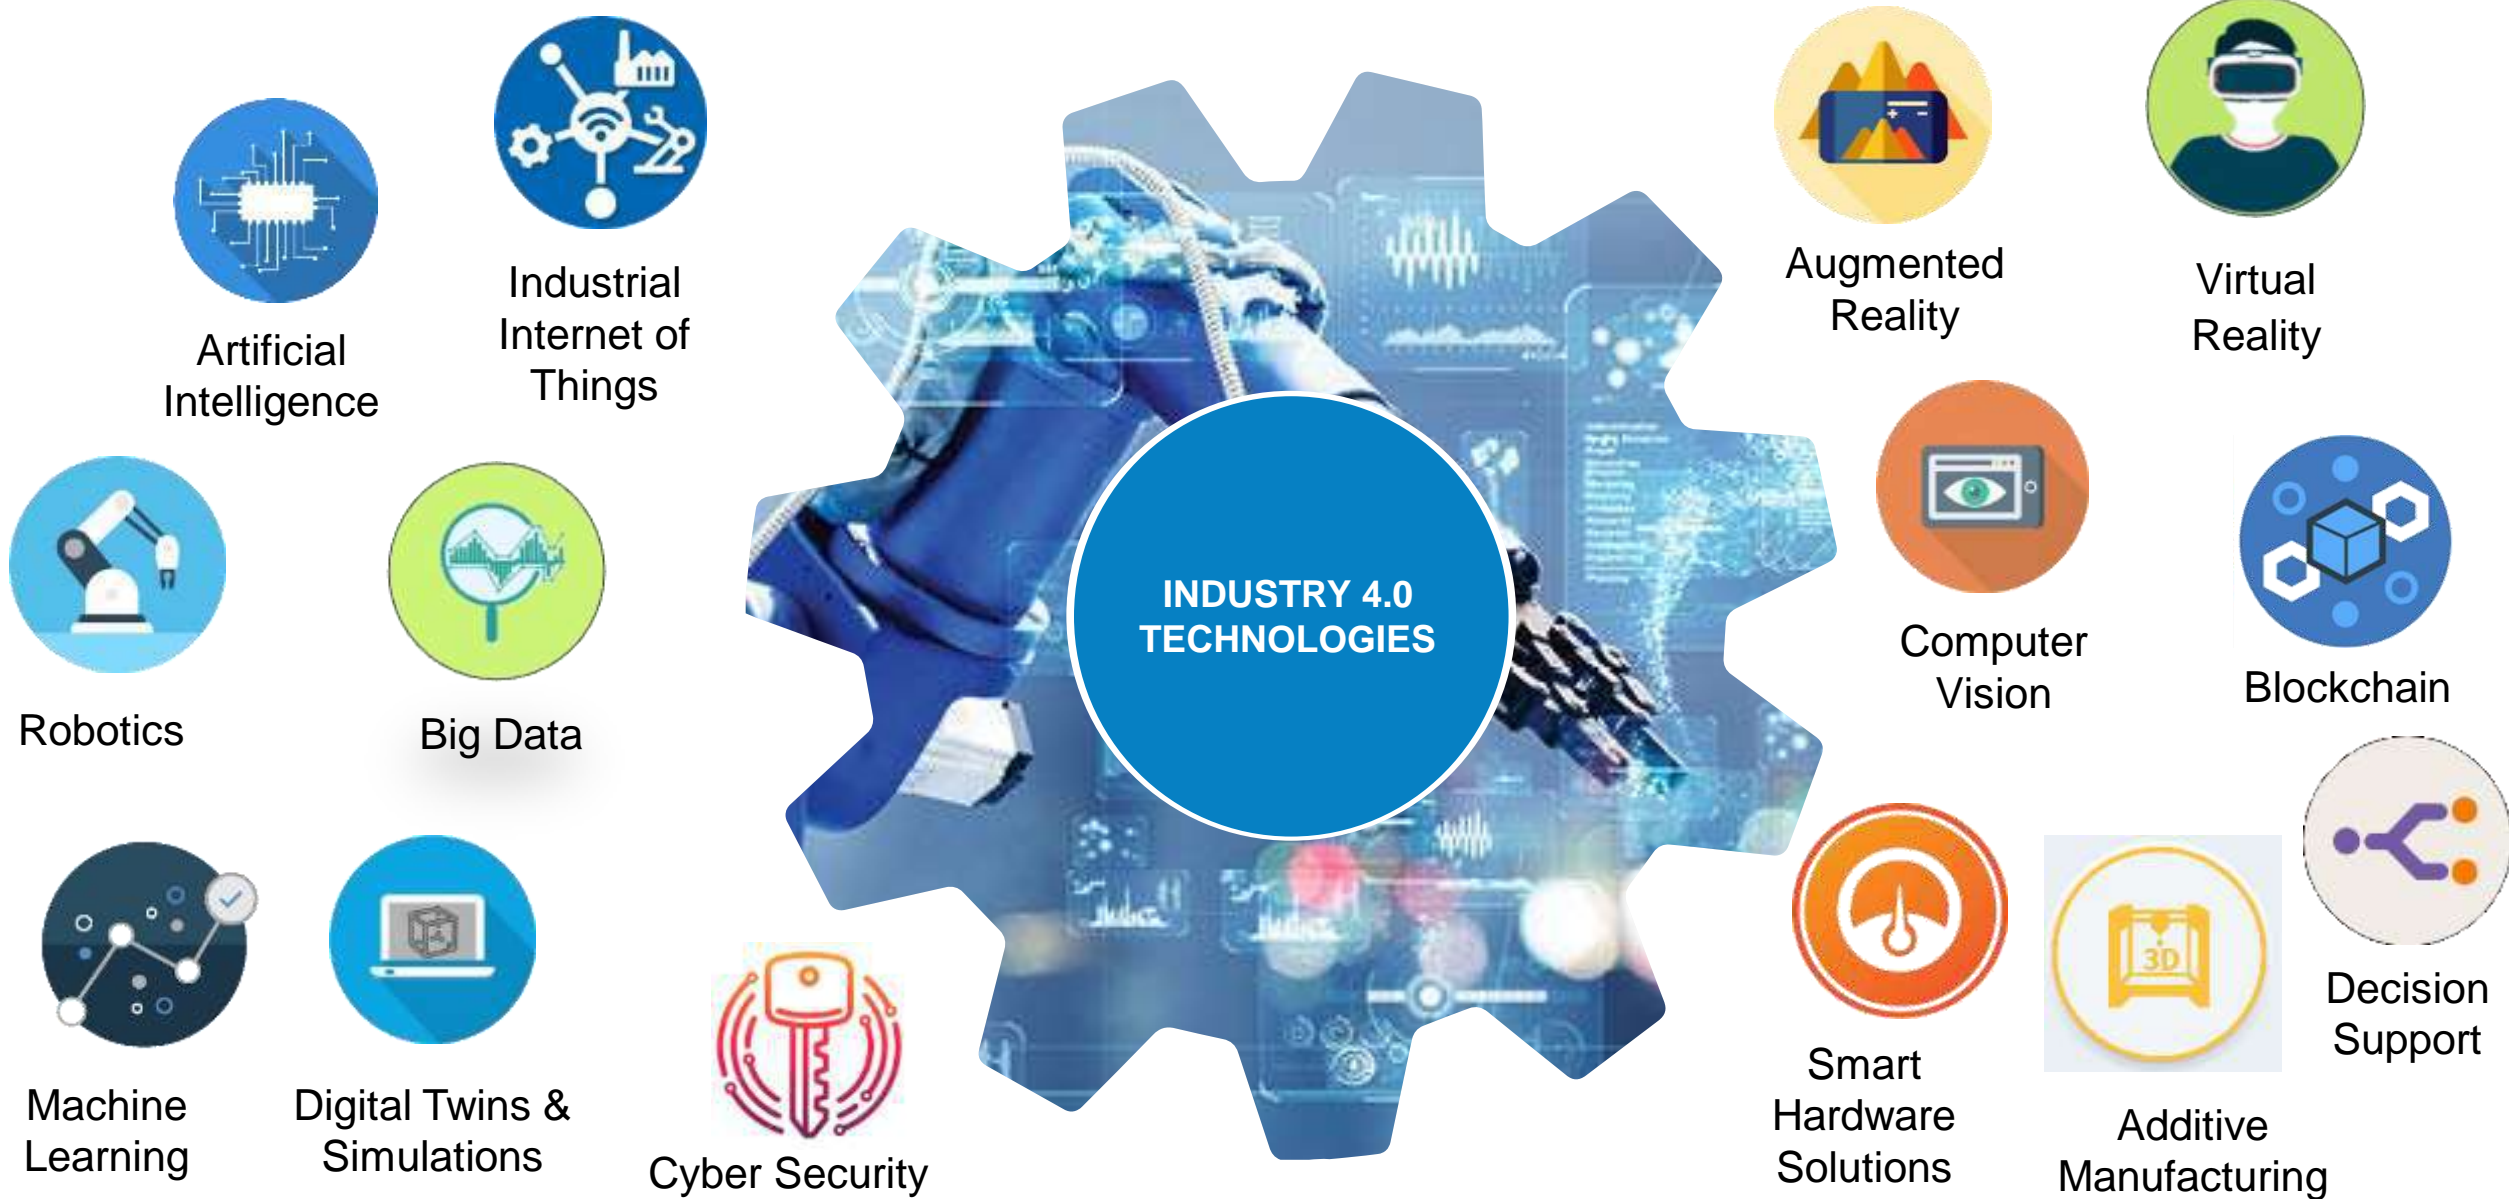 Artificial
Intelligence
Industrial
Internet of
Things
Augmented
Reality
Virtual
Reality
Robotics
Big Data
INDUSTRY 4.0
TECHNOLOGIES
Computer
Vision
Blockchain
Machine
Learning
Digital Twins &
Simulations
Cyber Security
Smart
Hardware
Solutions
3D
Additive
Manufacturing
Decision
Support